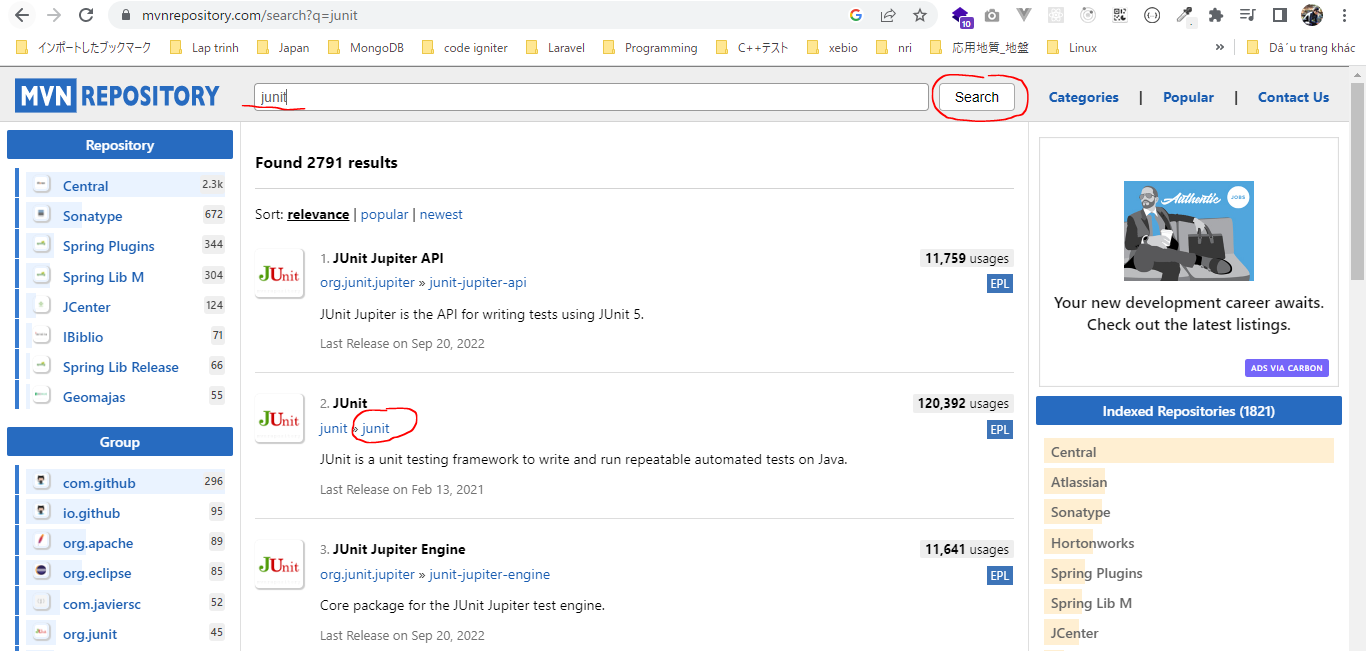 mvnrepository.com/search?q=junit
10
インポートしたブックマーク Lap trinh Japan MongoDB code igniter Laravel Programming C++テスト xebio nri 応用地質_地盤 Linux » Dấu trang khác
MVN REPOSITORY
junit
Search
Categories | Popular | Contact Us
Repository
Central 2.3k
Sonatype 672
Spring Plugins 344
Spring Lib M 304
JCenter 124
IBiblio 71
Spring Lib Release 66
Geomajas 55
Group
com.github 296
io.github 95
org.apache 89
org.eclipse 85
com.javiersc 52
org.junit 45
Found 2791 results
Sort: relevance | popular | newest
JUnit
1. JUnit Jupiter API
11,759 usages
org.junit.jupiter » junit-jupiter-api
EPL
JUnit Jupiter is the API for writing tests using JUnit 5.
Last Release on Sep 20, 2022
JUnit
2. JUnit
120,392 usages
junit » junit
EPL
JUnit is a unit testing framework to write and run repeatable automated tests on Java.
Last Release on Feb 13, 2021
JUnit
3. JUnit Jupiter Engine
11,641 usages
org.junit.jupiter » junit-jupiter-engine
EPL
Core package for the JUnit Jupiter test engine.
Last Release on Sep 20, 2022
Authentic JOBS
Your new development career awaits.
Check out the latest listings.
ADS VIA CARBON
Indexed Repositories (1821)
Central
Atlassian
Sonatype
Hortonworks
Spring Plugins
Spring Lib M
JCenter